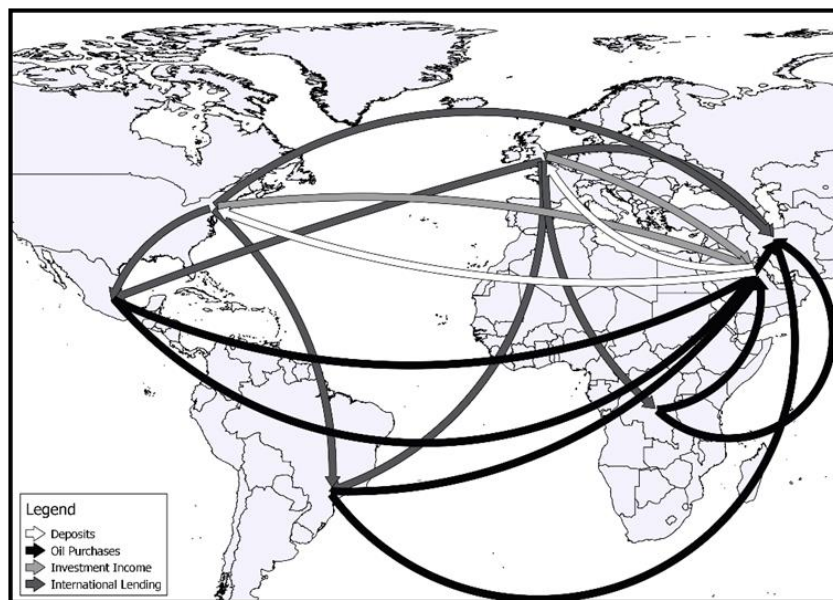 Legend
Deposits
Oil Purchases
Investment Income
International Lending